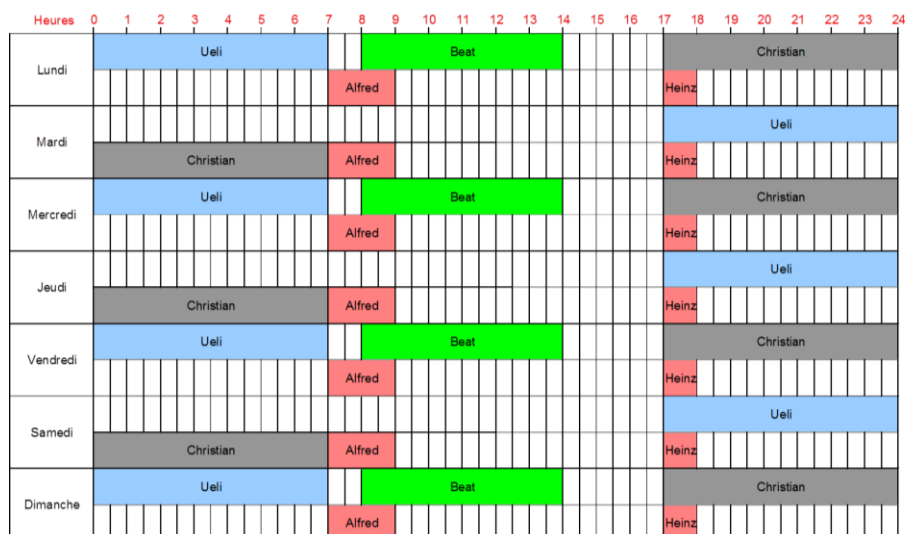 Heures 0 1 2 3 4 5 6 7 8 9 10 11 12 13 14 15 16 17 18 19 20 21 22 23 24
Ueli Beat Christian
Lundi
Alfred Heinz
Ueli
Mardi
Christian Alfred Heinz
Ueli Beat Christian
Mercredi
Alfred Heinz
Ueli
Jeudi
Christian Alfred Heinz
Ueli Beat Christian
Vendredi
Alfred Heinz
Ueli
Samedi
Christian Alfred Heinz
Ueli Beat Christian
Dimanche
Alfred Heinz